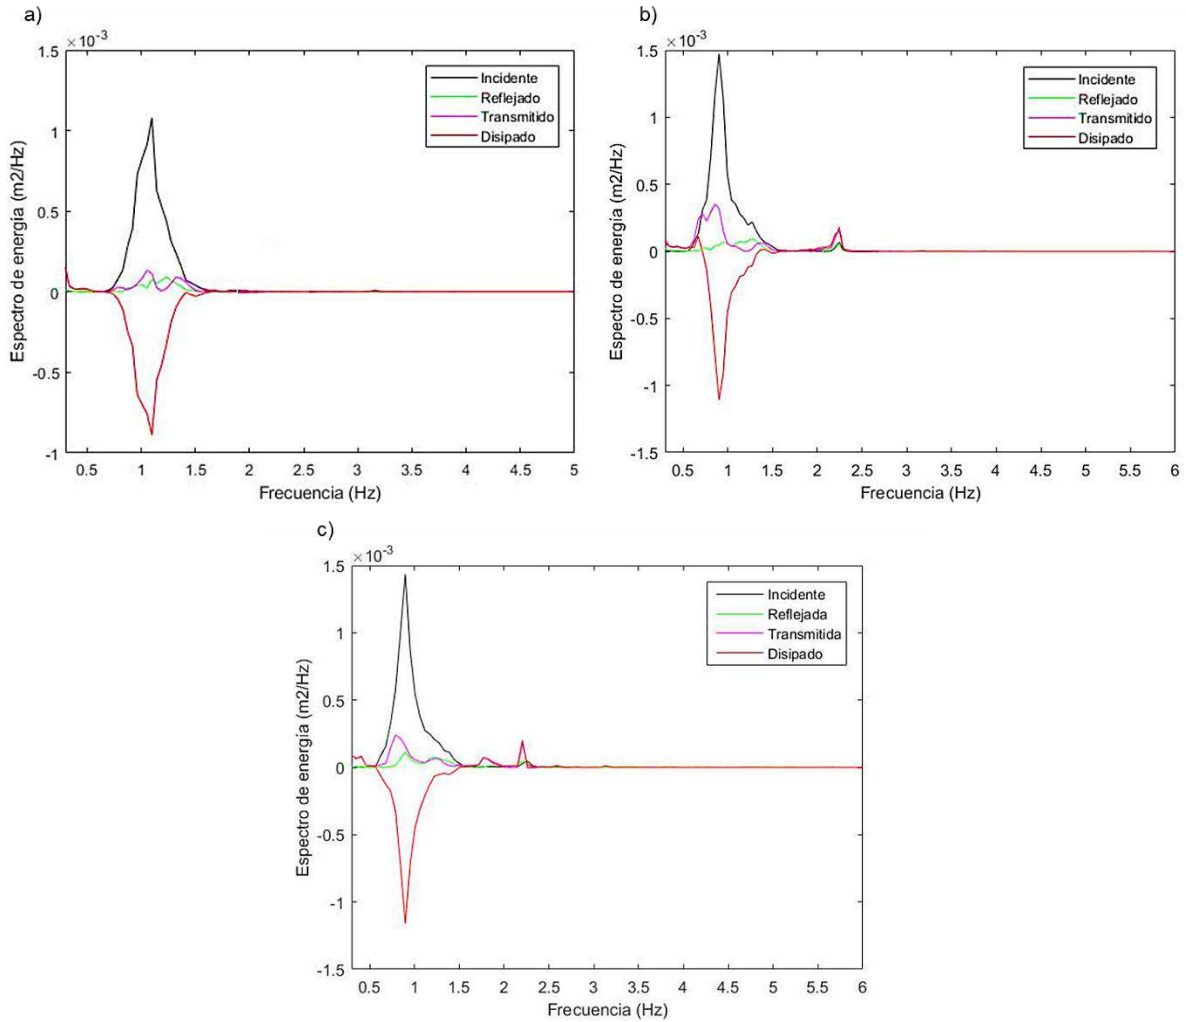 a)
×10-3
1.5
1
0.5
0
-0.5
-1
Espectro de energía (m2/Hz)
Incidente
Reflejado
Transmitido
Disipado
0.5 1 1.5 2 2.5 3 3.5 4 4.5 5
Frecuencia (Hz)
b)
×10-3
1.5
1
0.5
0
-0.5
-1
-1.5
Espectro de energía (m2/Hz)
Incidente
Reflejado
Transmitido
Disipado
0.5 1 1.5 2 2.5 3 3.5 4 4.5 5 5.5 6
Frecuencia (Hz)
c)
×10-3
1.5
1
0.5
0
-0.5
-1
-1.5
Espectro de energía (m2/Hz)
Incidente
Reflejada
Transmitida
Disipado
0.5 1 1.5 2 2.5 3 3.5 4 4.5 5 5.5 6
Frecuencia (Hz)